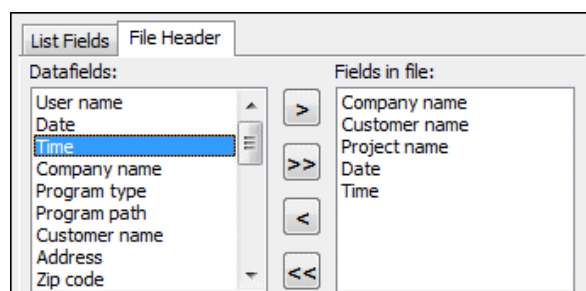 List Fields
File Header
Datafields:
User name
Date
Time
Company name
Program type
Program path
Customer name
Address
Zip code
>
>>
<
<<
Fields in file:
Company name
Customer name
Project name
Date
Time